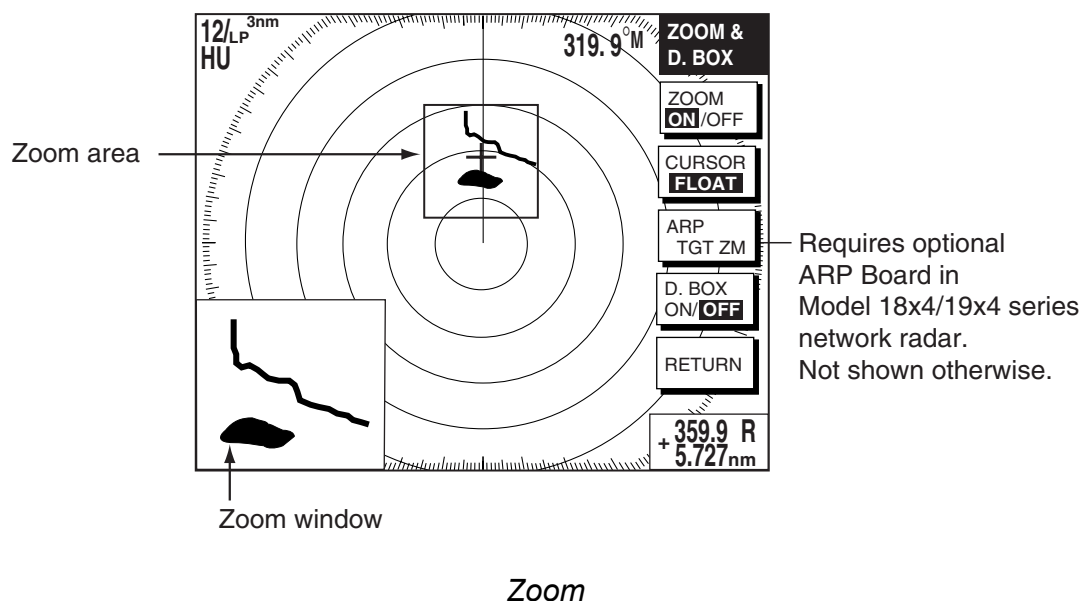 12/LP 3nm
HU
319.9°M
ZOOM &
D. BOX
ZOOM
ON/OFF
CURSOR
FLOAT
ARP
TGT ZM
D. BOX
ON/OFF
RETURN
+ 359.9 R
5.727nm
Zoom area
Requires optional
ARP Board in
Model 18x4/19x4 series
network radar.
Not shown otherwise.
Zoom window
Zoom